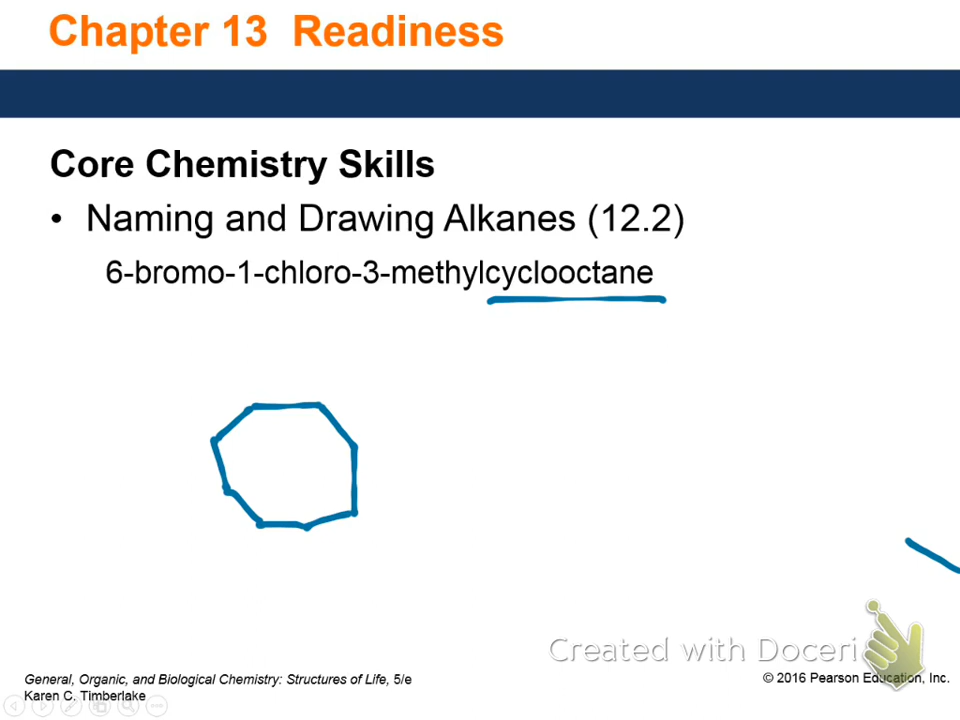 Chapter 13 Readiness
Core Chemistry Skills
• Naming and Drawing Alkanes (12.2)
6-bromo-1-chloro-3-methylcyclooctane
Created with Doceri
General, Organic, and Biological Chemistry: Structures of Life, 5/e
Karen C. Timberlake
© 2016 Pearson Education, Inc.